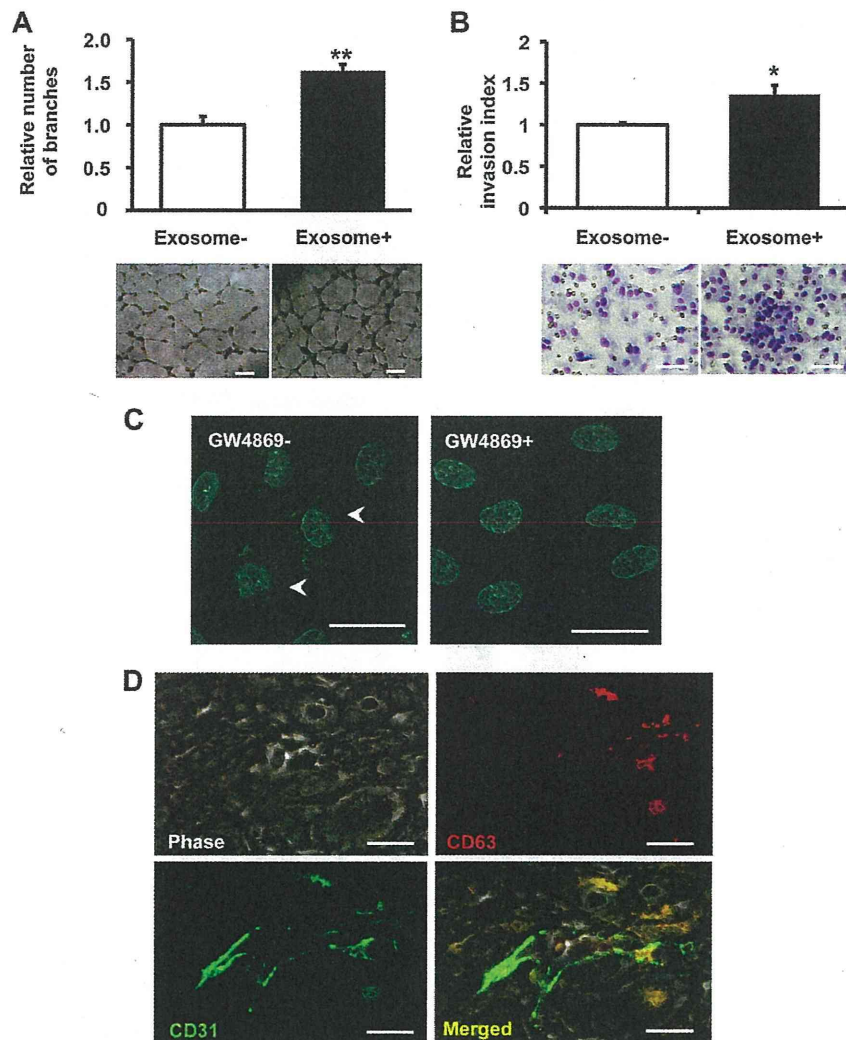 A
Relative number
of branches
2.0
1.5
1.0
0.5
0
**
Exosome-
Exosome+
B
Relative
invasion index
2
1.5
1
0.5
0
*
Exosome-
Exosome+
C
GW4869-
GW4869+
D
Phase
CD63
CD31
Merged